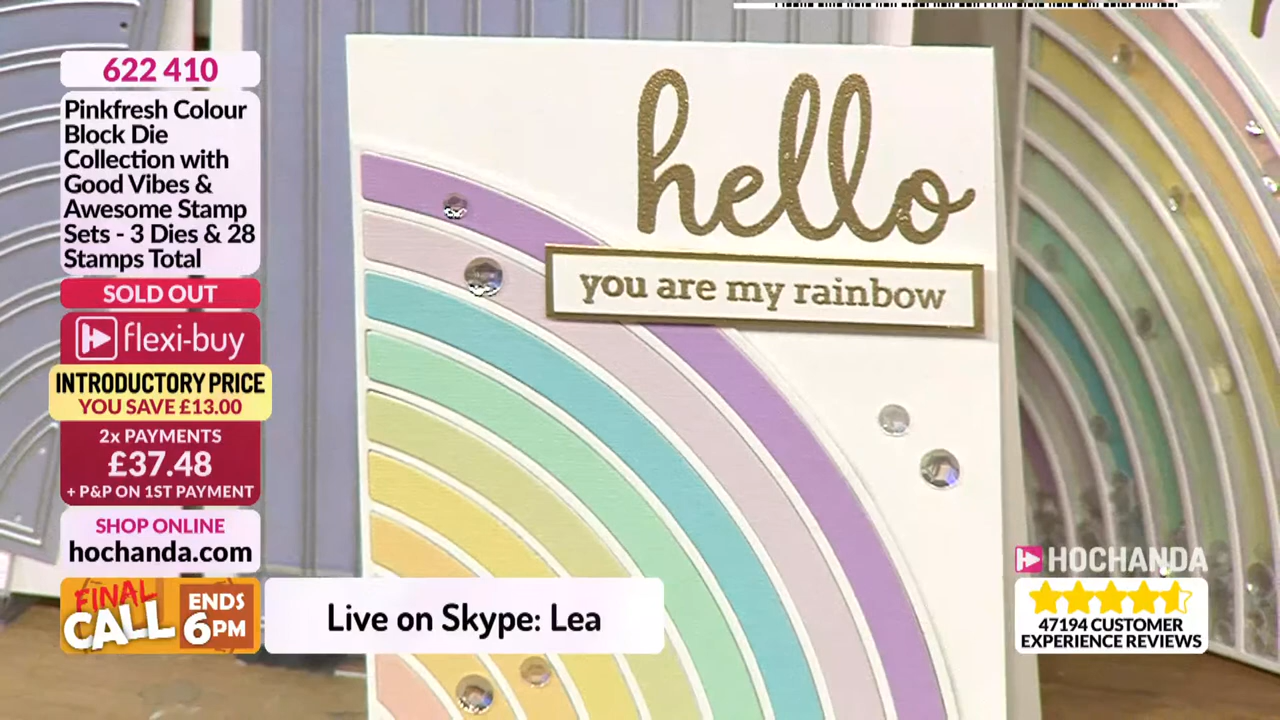 622 410
Pinkfresh Colour
Block Die
Collection with
Good Vibes &
Awesome Stamp
Sets - 3 Dies & 28
Stamps Total
SOLD OUT
flexi-buy
INTRODUCTORY PRICE
YOU SAVE £13.00
2x PAYMENTS
£37.48
+ P&P ON 1ST PAYMENT
SHOP ONLINE
hochanda.com
FINAL
CALL
ENDS
6PM
Live on Skype: Lea
hello
you are my rainbow
HOCHANDA
47194 CUSTOMER
EXPERIENCE REVIEWS